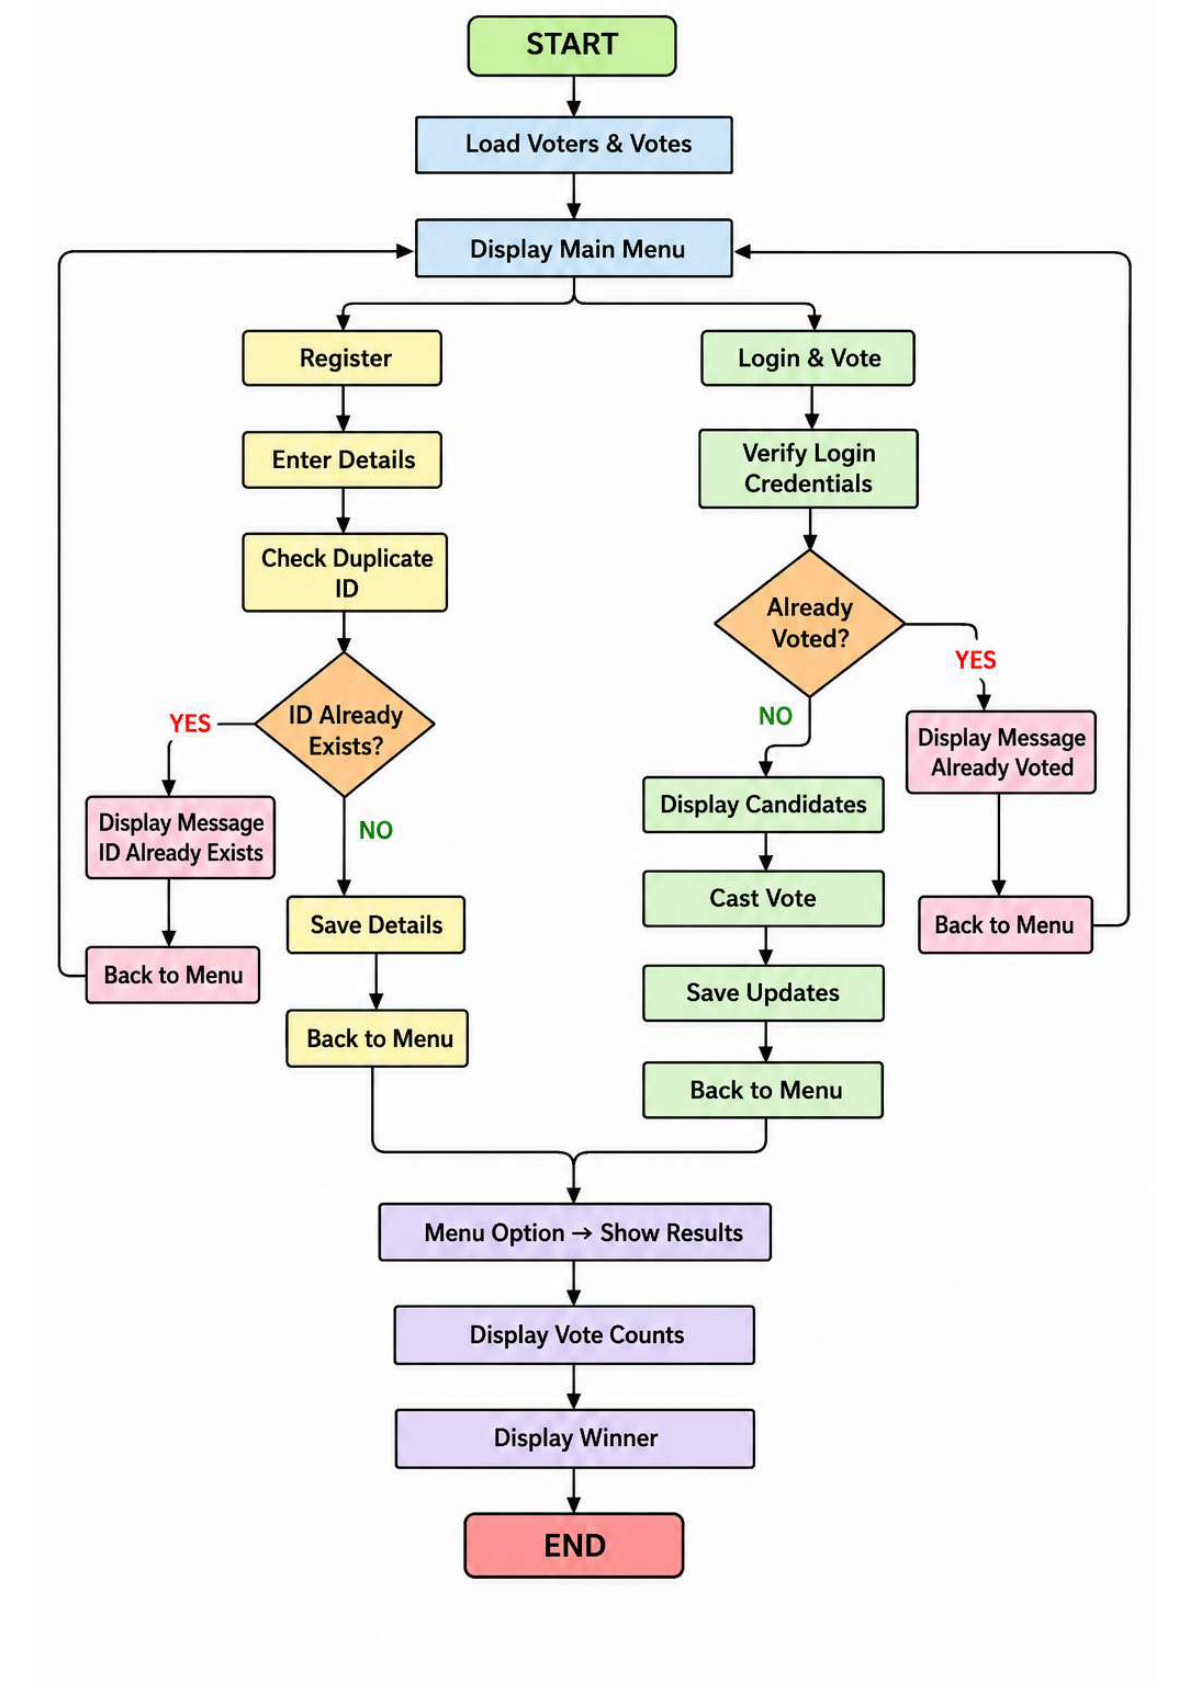 START
Load Voters & Votes
Display Main Menu
Register
Login & Vote
Enter Details
Verify Login
Credentials
Check Duplicate
ID
Already
Voted?
YES
ID Already
Exists?
YES
NO
Display Message
Already Voted
Display Candidates
Display Message
ID Already Exists
NO
Cast Vote
Save Details
Back to Menu
Back to Menu
Save Updates
Back to Menu
Back to Menu
Menu Option → Show Results
Display Vote Counts
Display Winner
END